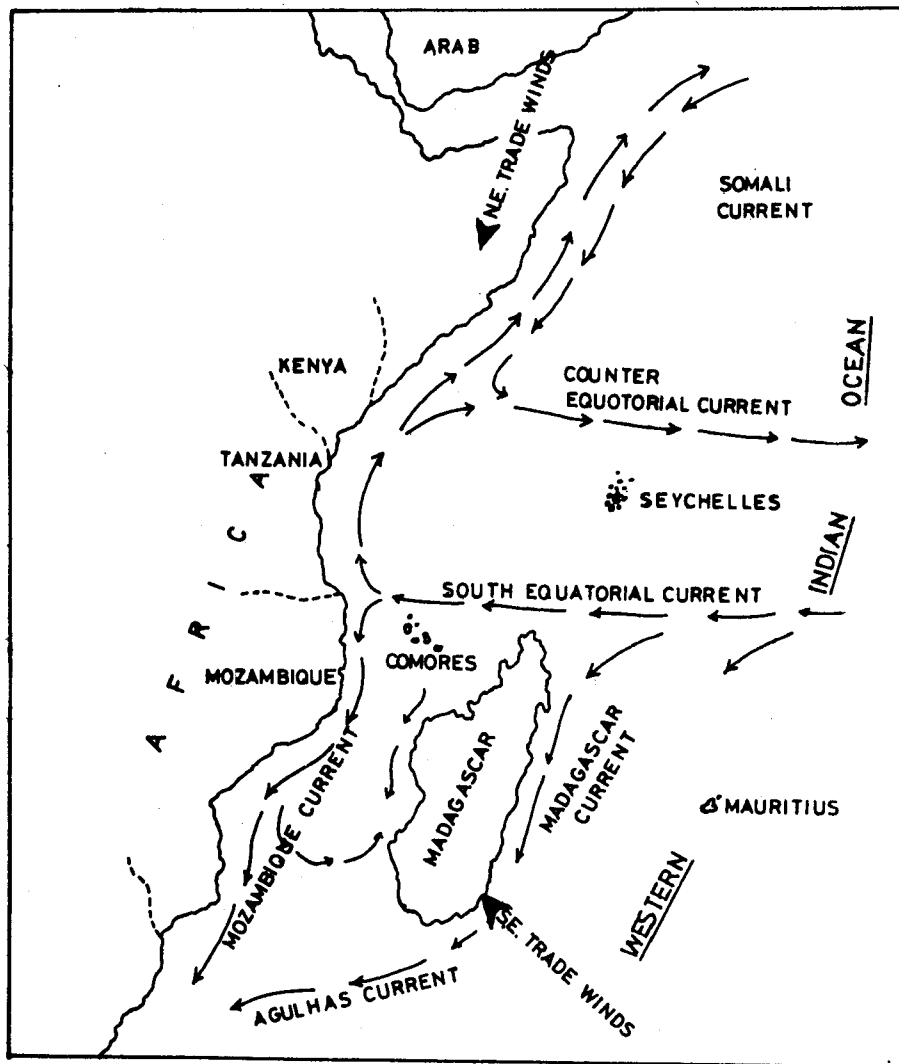 ARAB
N.E. TRADE WINDS
SOMALI
CURRENT
KENYA
COUNTER
EQUOTORIAL CURRENT
OCEAN
TANZANIA
SEYCHELLES
AFRICA
INDIAN
SOUTH EQUATORIAL CURRENT
MOZAMBIQUE
COMORES
MADAGASCAR
MADAGASCAR
CURRENT
MAURITIUS
MOZAMBIQUE CURRENT
WESTERN
S.E. TRADE WINDS
AGULHAS CURRENT